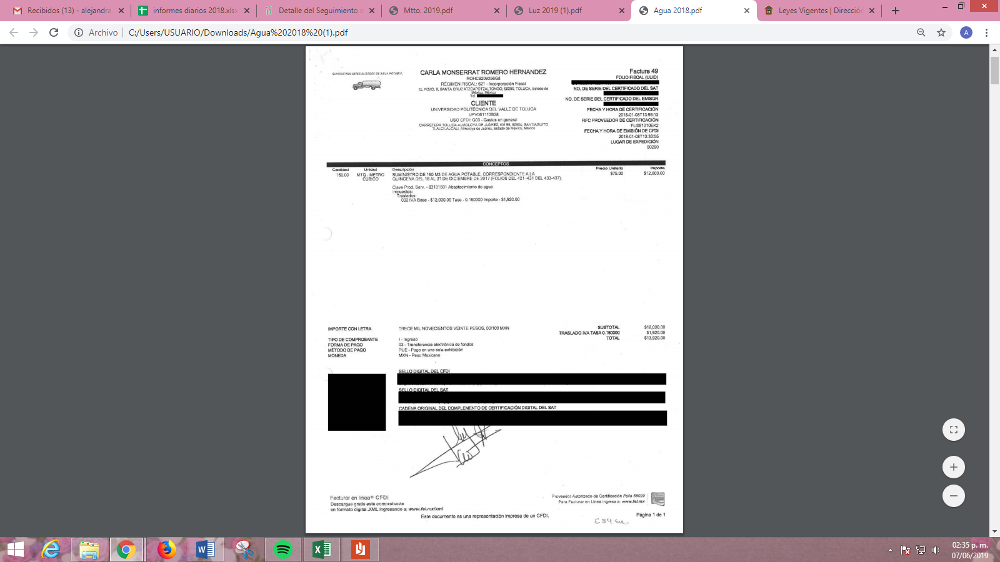 Recibidos (13) - alejandra
informes diarios 2018.xlsx
Detalle del Seguimiento d
Mtto. 2019.pdf
Luz 2019 (1).pdf
Agua 2018.pdf
Leyes Vigentes | Dirección
Archivo
C:/Users/USUARIO/Downloads/Agua%202018%20(1).pdf
A
SUMINISTROS ESPECIALIZADOS DE AGUA POTABLE.
CARLA MONSERRAT ROMERO HERNANDEZ
ROHC9209256G8
RÉGIMEN FISCAL: 621 - Incorporación Fiscal
EL POZO, 8, SANTA CRUZ ATZCAPOTZALTONGO, 50290, TOLUCA, Estado de
México, México
Tel
CLIENTE
UNIVERSIDAD POLITÉCNICA DEL VALLE DE TOLUCA
UPV061113B38
USO CFDI: G03 - Gastos en general
CARRETERA TOLUCA-ALMOLOYA DE JUÁREZ, KM 56, 50904, SANTIAGUITO
TLALCILALCALI, Almoloya de Juárez, Estado de México, México
Factura 49
FOLIO FISCAL (UUID)
NO. DE SERIE DEL CERTIFICADO DEL SAT
NO. DE SERIE DEL CERTIFICADO DEL EMISOR
FECHA Y HORA DE CERTIFICACIÓN
2018-01-08T13:55:12
RFC PROVEEDOR DE CERTIFICACIÓN
FLI081010EK2
FECHA Y HORA DE EMISIÓN DE CFDI
2018-01-08T13:33:55
LUGAR DE EXPEDICIÓN
50290
CONCEPTOS
Cantidad Unidad Descripción Precio Unitario Importe
160.00 MTQ - METRO SUMINISTRO DE 160 M3 DE AGUA POTABLE, CORRESPONDIENTE A LA $75.00 $12,000.00
CÚBICO QUINCENA DEL 16 AL 31 DE DICIEMBRE DE 2017 (FOLIOS DEL 421 -431 DEL 433-437).
Clave Prod. Serv. - 83101501 Abastecimiento de agua
Impuestos:
Traslados:
002 IVA Base - $12,000.00 Tasa - 0.160000 Importe - $1,920.00
IMPORTE CON LETRA TRECE MIL NOVECIENTOS VEINTE PESOS, 00/100 MXN
SUBTOTAL $12,000.00
TRASLADO IVA TASA 0.160000 $1,920.00
TOTAL $13,920.00
TIPO DE COMPROBANTE I - Ingreso
FORMA DE PAGO 03 - Transferencia electrónica de fondos
MÉTODO DE PAGO PUE - Pago en una sola exhibición
MONEDA MXN - Peso Mexicano
SELLO DIGITAL DEL CFDI
SELLO DIGITAL DEL SAT
CADENA ORIGINAL DEL COMPLEMENTO DE CERTIFICACIÓN DIGITAL DEL SAT
Facturar en línea® CFDI
Descargue gratis este comprobante
en formato digital .XML ingresando a: www.fel.mx/xml
Proveedor Autorizado de Certificación Folio 55029
Para Facturar en Línea ingresa a: www.fel.mx
Este documento es una representación impresa de un CFDI.
Página 1 de 1
02:35 p. m.
07/06/2019